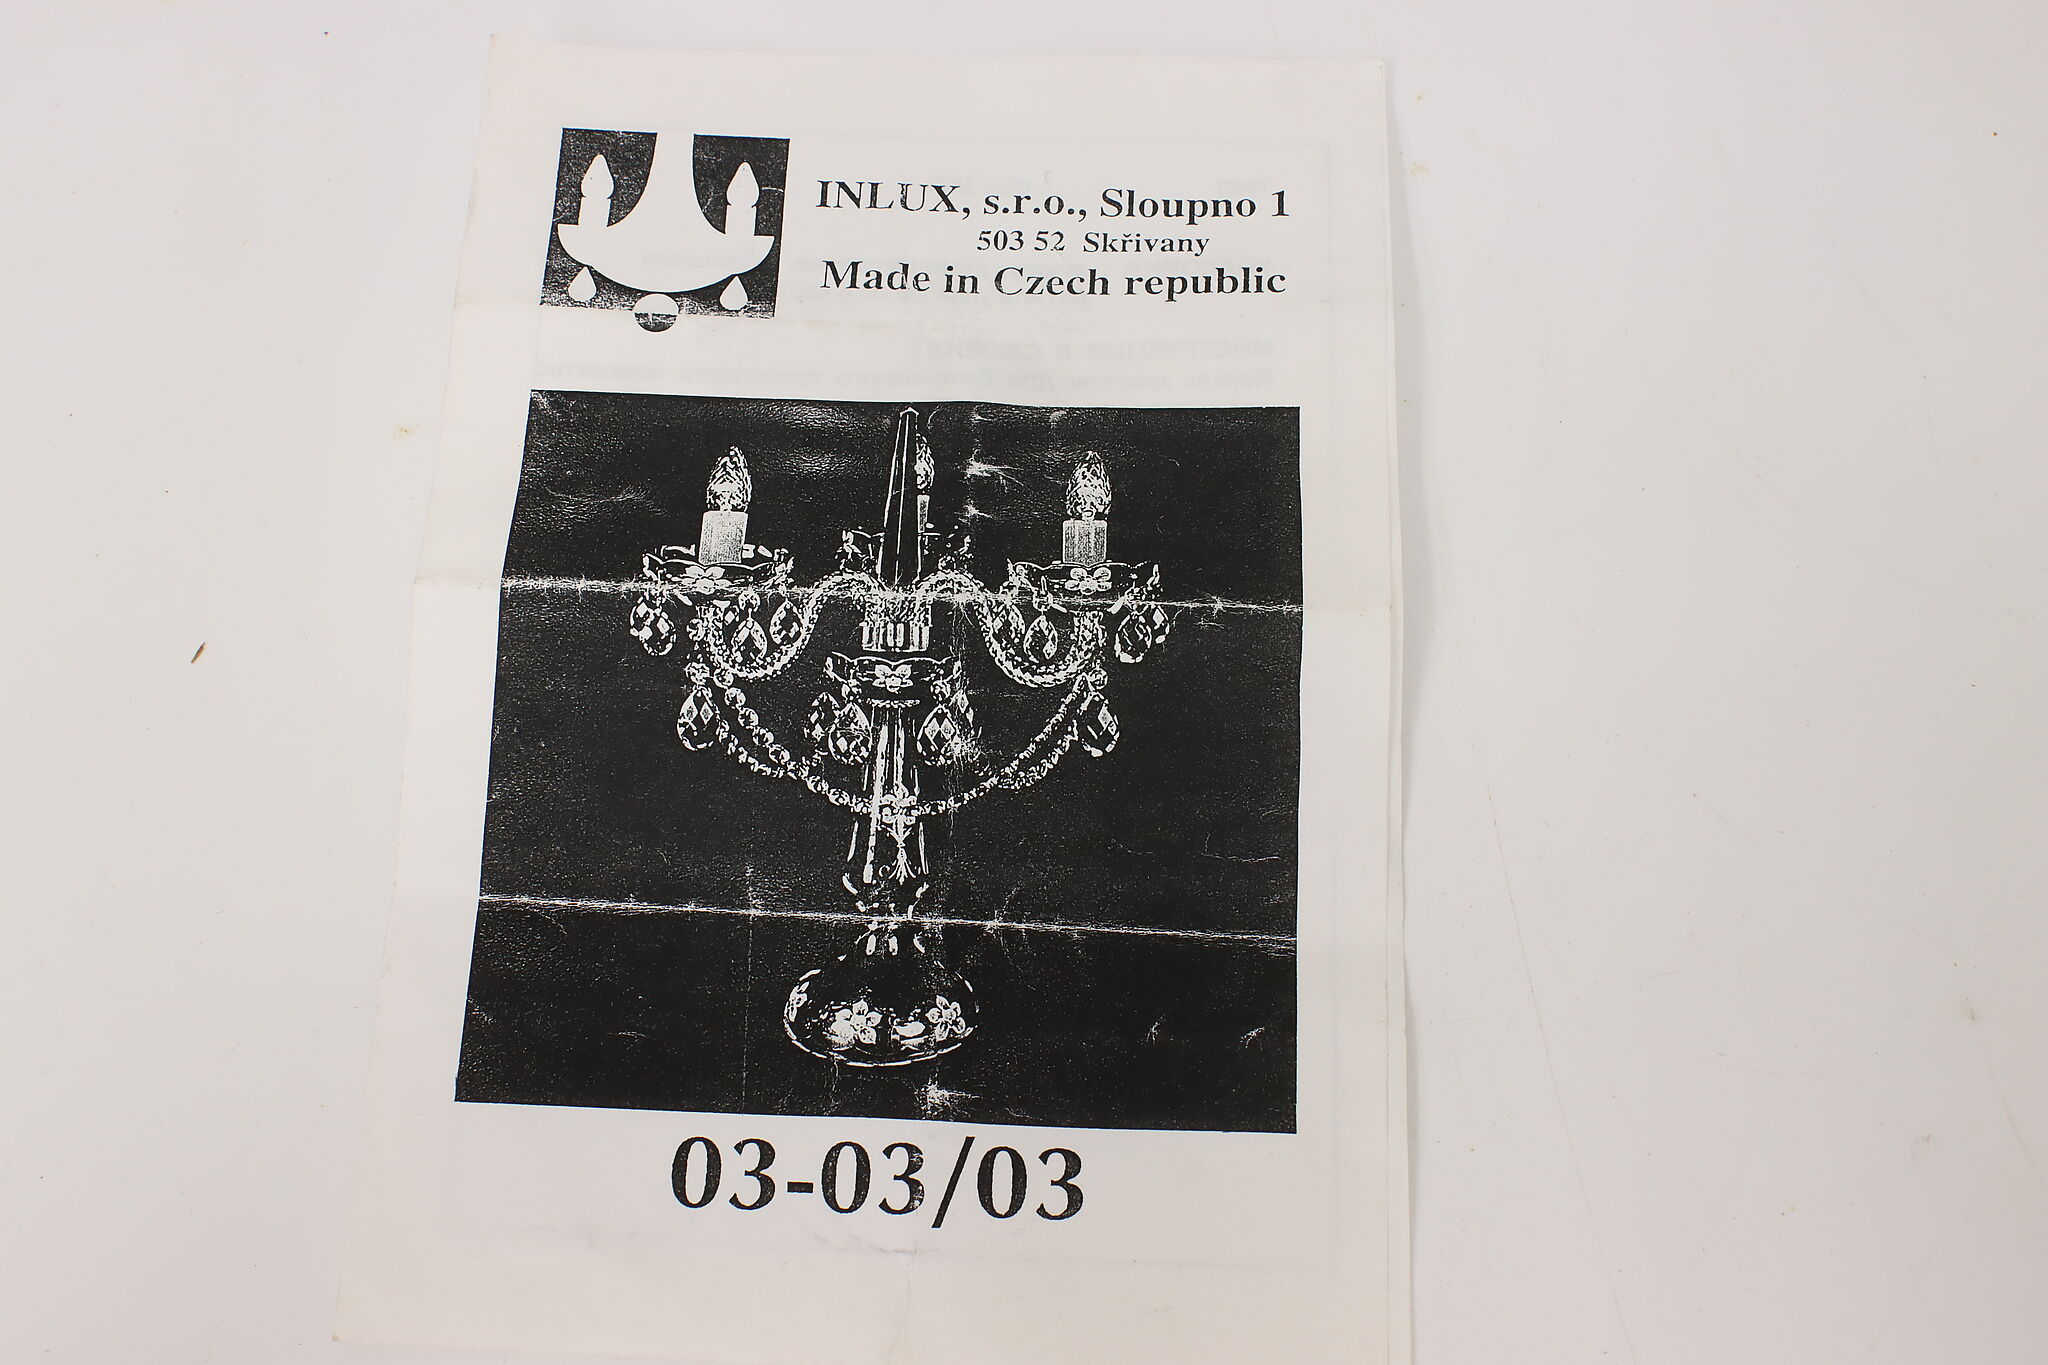 INLUX, s.r.o., Sloupno 1
503 52 Skřivany
Made in Czech republic
03-03/03